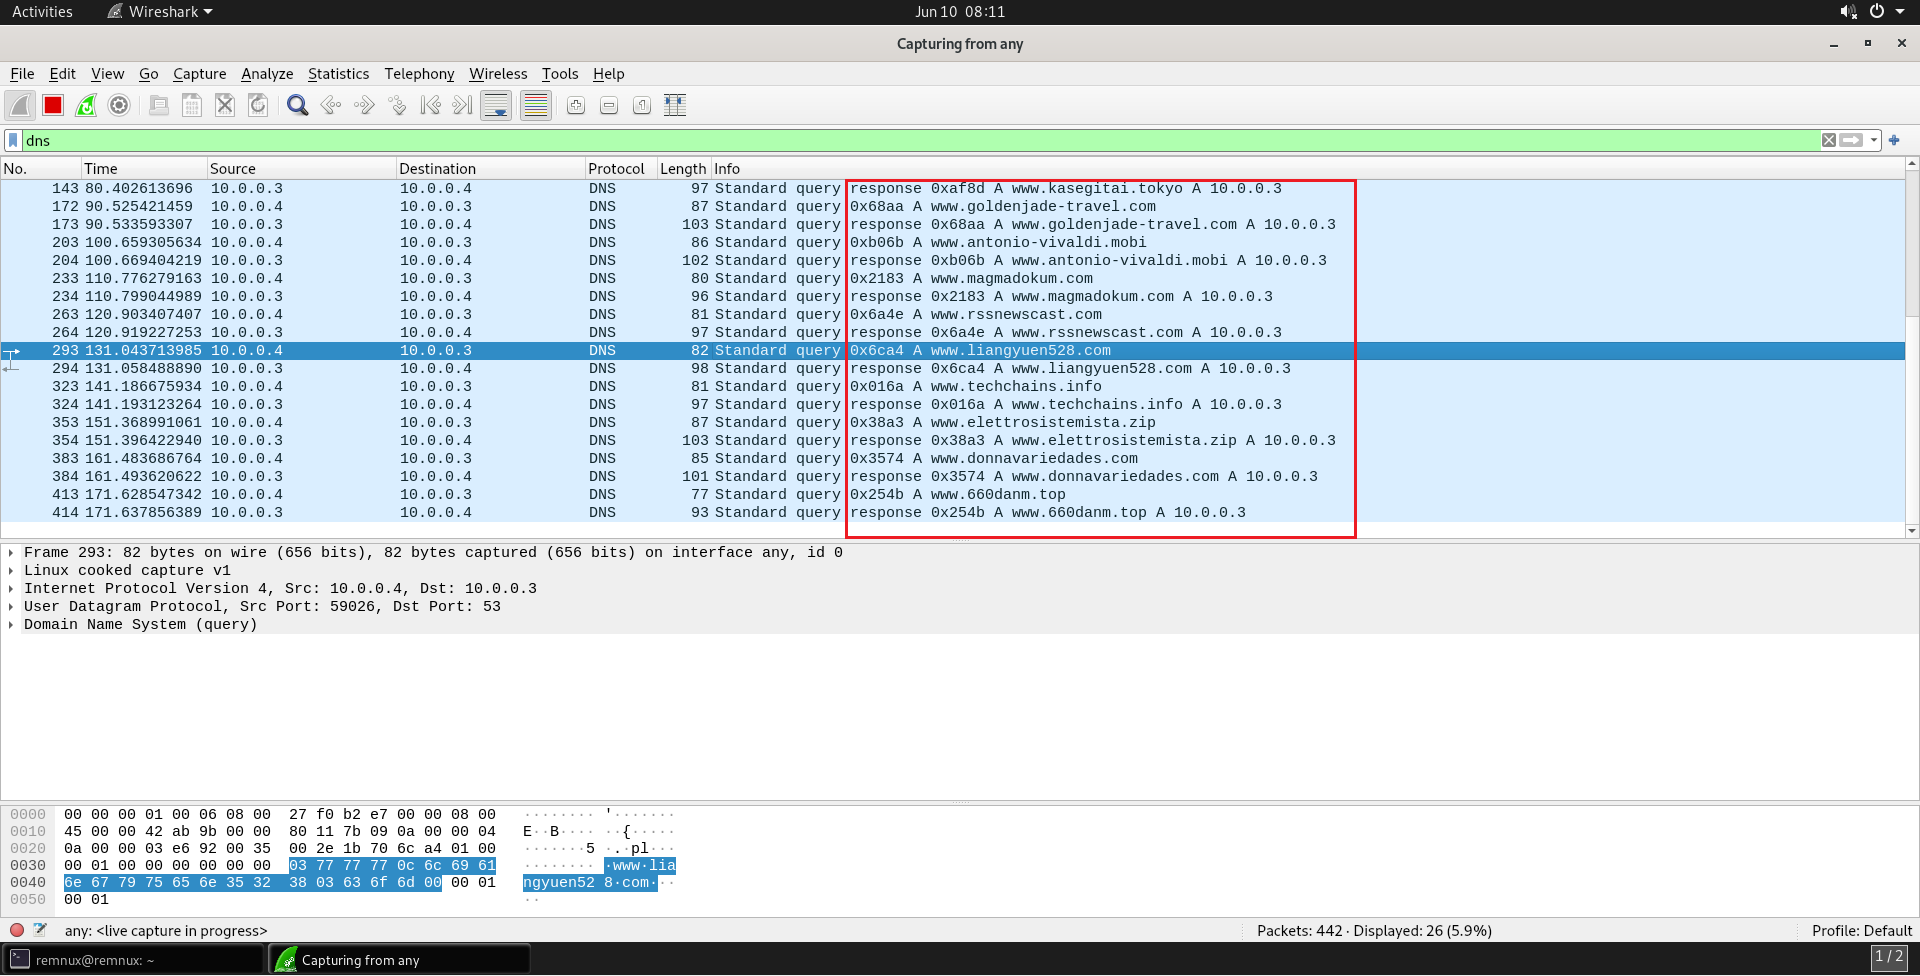 Activities Wireshark Jun 10 08:11
Capturing from any
File Edit View Go Capture Analyze Statistics Telephony Wireless Tools Help
dns
No. Time Source Destination Protocol Length Info
143 80.402613696 10.0.0.3 10.0.0.4 DNS 97 Standard query response 0xaf8d A www.kasegitai.tokyo A 10.0.0.3
172 90.525421459 10.0.0.4 10.0.0.3 DNS 87 Standard query 0x68aa A www.goldenjade-travel.com
173 90.533593307 10.0.0.3 10.0.0.4 DNS 103 Standard query response 0x68aa A www.goldenjade-travel.com A 10.0.0.3
203 100.659305634 10.0.0.4 10.0.0.3 DNS 86 Standard query 0xb06b A www.antonio-vivaldi.mobi
204 100.669404219 10.0.0.3 10.0.0.4 DNS 102 Standard query response 0xb06b A www.antonio-vivaldi.mobi A 10.0.0.3
233 110.776279163 10.0.0.4 10.0.0.3 DNS 80 Standard query 0x2183 A www.magmadokum.com
234 110.799044989 10.0.0.3 10.0.0.4 DNS 96 Standard query response 0x2183 A www.magmadokum.com A 10.0.0.3
263 120.903407407 10.0.0.4 10.0.0.3 DNS 81 Standard query 0x6a4e A www.rssnewscast.com
264 120.919227253 10.0.0.3 10.0.0.4 DNS 97 Standard query response 0x6a4e A www.rssnewscast.com A 10.0.0.3
293 131.043713985 10.0.0.4 10.0.0.3 DNS 82 Standard query 0x6ca4 A www.liangyuen528.com
294 131.058488890 10.0.0.3 10.0.0.4 DNS 98 Standard query response 0x6ca4 A www.liangyuen528.com A 10.0.0.3
323 141.186675934 10.0.0.4 10.0.0.3 DNS 81 Standard query 0x016a A www.techchains.info
324 141.193123264 10.0.0.3 10.0.0.4 DNS 97 Standard query response 0x016a A www.techchains.info A 10.0.0.3
353 151.368991061 10.0.0.4 10.0.0.3 DNS 87 Standard query 0x38a3 A www.elettrosistemista.zip
354 151.396422940 10.0.0.3 10.0.0.4 DNS 103 Standard query response 0x38a3 A www.elettrosistemista.zip A 10.0.0.3
383 161.483686764 10.0.0.4 10.0.0.3 DNS 85 Standard query 0x3574 A www.donnavariedades.com
384 161.493620622 10.0.0.3 10.0.0.4 DNS 101 Standard query response 0x3574 A www.donnavariedades.com A 10.0.0.3
413 171.628547342 10.0.0.4 10.0.0.3 DNS 77 Standard query 0x254b A www.660danm.top
414 171.637856389 10.0.0.3 10.0.0.4 DNS 93 Standard query response 0x254b A www.660danm.top A 10.0.0.3
Frame 293: 82 bytes on wire (656 bits), 82 bytes captured (656 bits) on interface any, id 0
Linux cooked capture v1
Internet Protocol Version 4, Src: 10.0.0.4, Dst: 10.0.0.3
User Datagram Protocol, Src Port: 59026, Dst Port: 53
Domain Name System (query)
0000 00 00 00 01 00 06 08 00 27 f0 b2 e7 00 00 08 00 ········ '·······
0010 45 00 00 42 ab 9b 00 00 80 11 7b 09 0a 00 00 04 E··B···· ··{·····
0020 0a 00 00 03 e6 92 00 35 00 2e 1b 70 6c a4 01 00 ·······5 ·.·pl···
0030 00 01 00 00 00 00 00 00 03 77 77 77 0c 6c 69 61 ········ ·www·lia
0040 6e 67 79 75 65 6e 35 32 38 03 63 6f 6d 00 00 01 ngyuen52 8·com···
0050 00 01 ··
any: <live capture in progress> Packets: 442 · Displayed: 26 (5.9%) Profile: Default
remnux@remnux: ~ Capturing from any 1 / 2